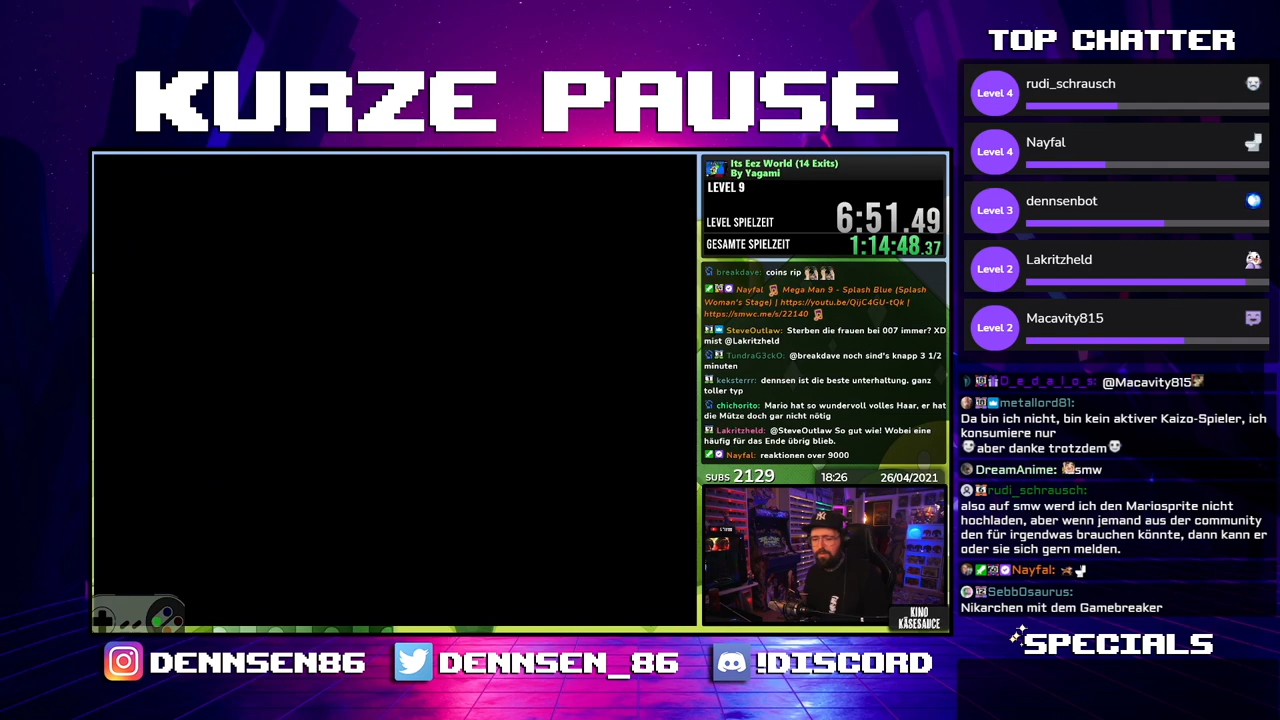 KURZE PAUSE
Its Eez World (14 Exits)
By Yagami
LEVEL 9
LEVEL SPIELZEIT
6:51.49
GESAMTE SPIELZEIT
1:14:48.37
breakdave: coins rip
Nayfal Mega Man 9 - Splash Blue (Splash
Woman's Stage) | https://youtu.be/QijC4GU-tQk |
https://smwc.me/s/22140
SteveOutlaw: Sterben die frauen bei 007 immer? XD
mist @Lakritzheld
TundraG3ckO: @breakdave noch sind's knapp 3 1/2
minuten
keksterrr: dennsen ist die beste unterhaltung. ganz
toller typ
chichorito: Mario hat so wundervoll volles Haar, er hat
die Mütze doch gar nicht nötig
Lakritzheld: @SteveOutlaw So gut wie! Wobei eine
häufig für das Ende übrig blieb.
Nayfal: reaktionen over 9000
SUBS 2129
18:26
26/04/2021
KINO
KÄSESAUCE
DENNSEN86
DENNSEN_86
!DISCORD
TOP CHATTER
Level 4
rudi_schrausch
Level 4
Nayfal
Level 3
dennsenbot
Level 2
Lakritzheld
Level 2
Macavity815
D_e_d_a_l_o_s: @Macavity815
metallord81:
Da bin ich nicht, bin kein aktiver Kaizo-Spieler, ich
konsumiere nur
aber danke trotzdem
DreamAnime: smw
rudi_schrausch:
also auf smw werd ich den Mariosprite nicht
hochladen, aber wenn jemand aus der community
den für irgendwas brauchen könnte, dann kann er
oder sie sich gern melden.
Nayfal:
SebbOsaurus:
Nikarchen mit dem Gamebreaker
SPECIALS